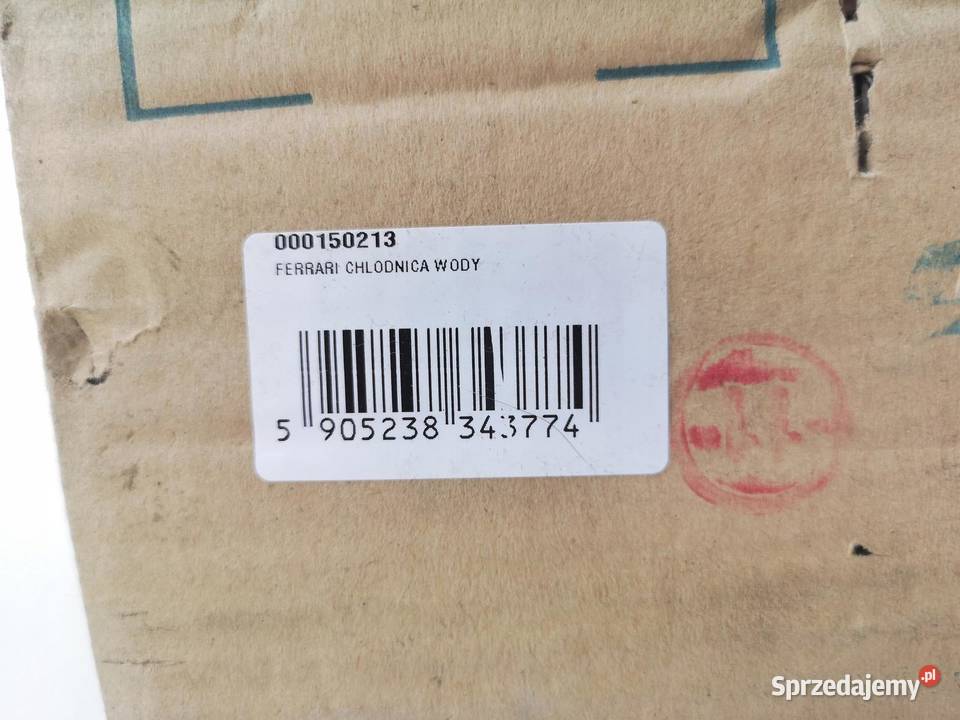 000150213
FERRARI CHLODNICA WODY
5 905238 343774
Sprzedajemy.pl